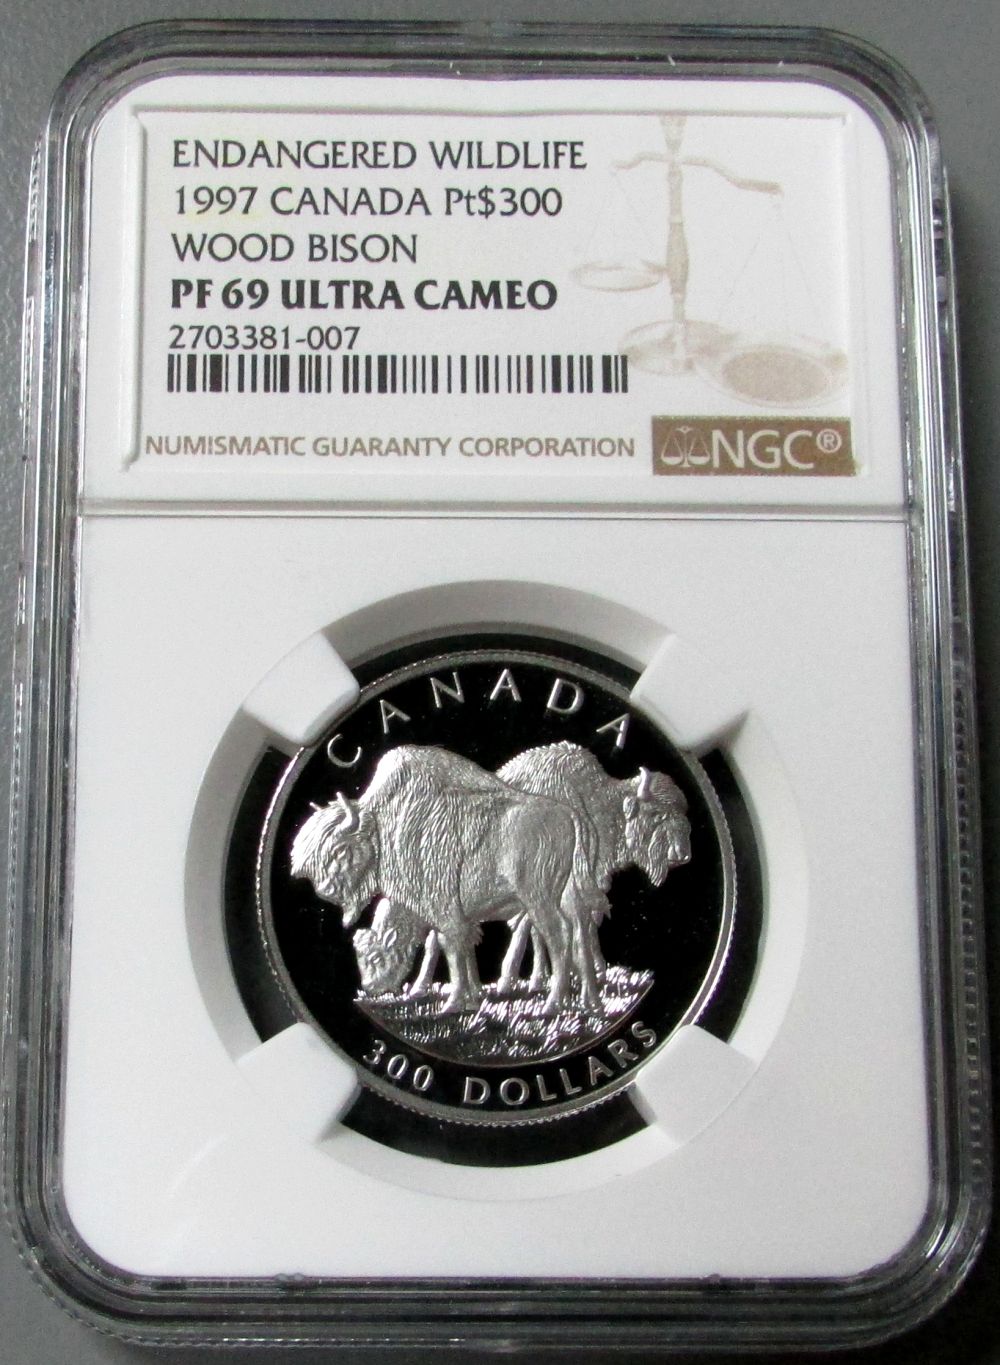 ENDANGERED WILDLIFE
1997 CANADA Pt$300
WOOD BISON
PF 69 ULTRA CAMEO
2703381-007
NUMISMATIC GUARANTY CORPORATION
NGC®
CANADA
300 DOLLARS